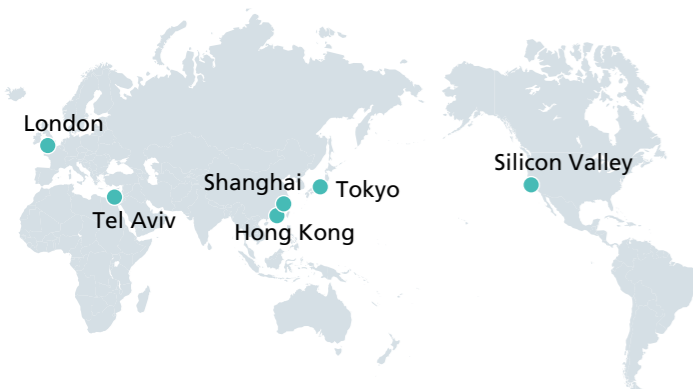 London
Silicon Valley
Shanghai
Tokyo
Tel Aviv
Hong Kong